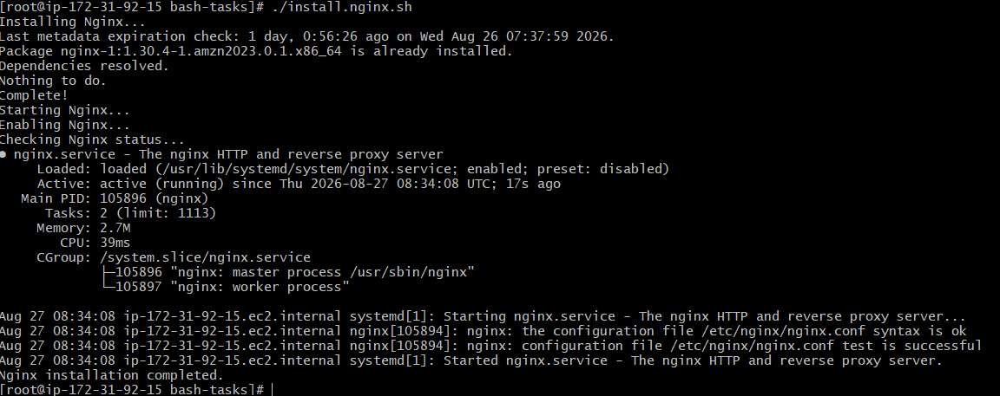 [root@ip-172-31-92-15 bash-tasks]# ./install.nginx.sh
Installing Nginx...
Last metadata expiration check: 1 day, 0:56:26 ago on Wed Aug 26 07:37:59 2026.
Package nginx-1:1.30.4-1.amzn2023.0.1.x86_64 is already installed.
Dependencies resolved.
Nothing to do.
Complete!
Starting Nginx...
Enabling Nginx...
Checking Nginx status...
● nginx.service - The nginx HTTP and reverse proxy server
     Loaded: loaded (/usr/lib/systemd/system/nginx.service; enabled; preset: disabled)
     Active: active (running) since Thu 2026-08-27 08:34:08 UTC; 17s ago
   Main PID: 105896 (nginx)
      Tasks: 2 (limit: 1113)
     Memory: 2.7M
        CPU: 39ms
     CGroup: /system.slice/nginx.service
             ├─105896 "nginx: master process /usr/sbin/nginx"
             └─105897 "nginx: worker process"
Aug 27 08:34:08 ip-172-31-92-15.ec2.internal systemd[1]: Starting nginx.service - The nginx HTTP and reverse proxy server...
Aug 27 08:34:08 ip-172-31-92-15.ec2.internal nginx[105894]: nginx: the configuration file /etc/nginx/nginx.conf syntax is ok
Aug 27 08:34:08 ip-172-31-92-15.ec2.internal nginx[105894]: nginx: configuration file /etc/nginx/nginx.conf test is successful
Aug 27 08:34:08 ip-172-31-92-15.ec2.internal systemd[1]: Started nginx.service - The nginx HTTP and reverse proxy server.
Nginx installation completed.
[root@ip-172-31-92-15 bash-tasks]#